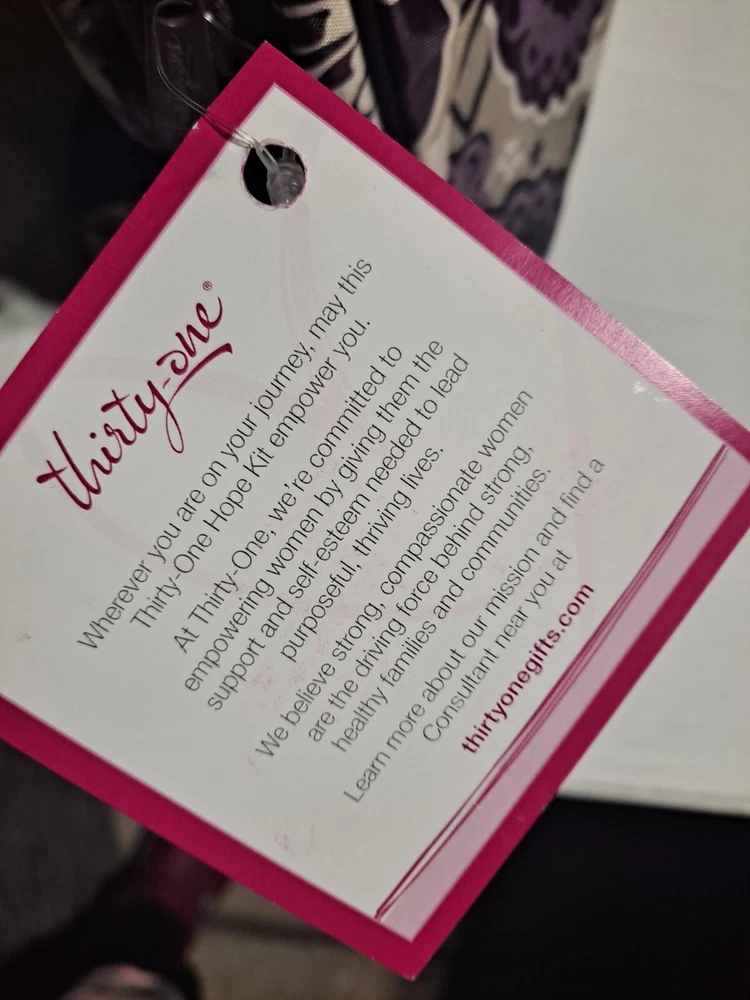 thirty-one®
Wherever you are on your journey, may this
Thirty-One Hope Kit empower you.
At Thirty-One, we're committed to
empowering women by giving them the
support and self-esteem needed to lead
purposeful, thriving lives.
We believe strong, compassionate women
are the driving force behind strong,
healthy families and communities.
Learn more about our mission and find a
Consultant near you at
thirtyonegifts.com